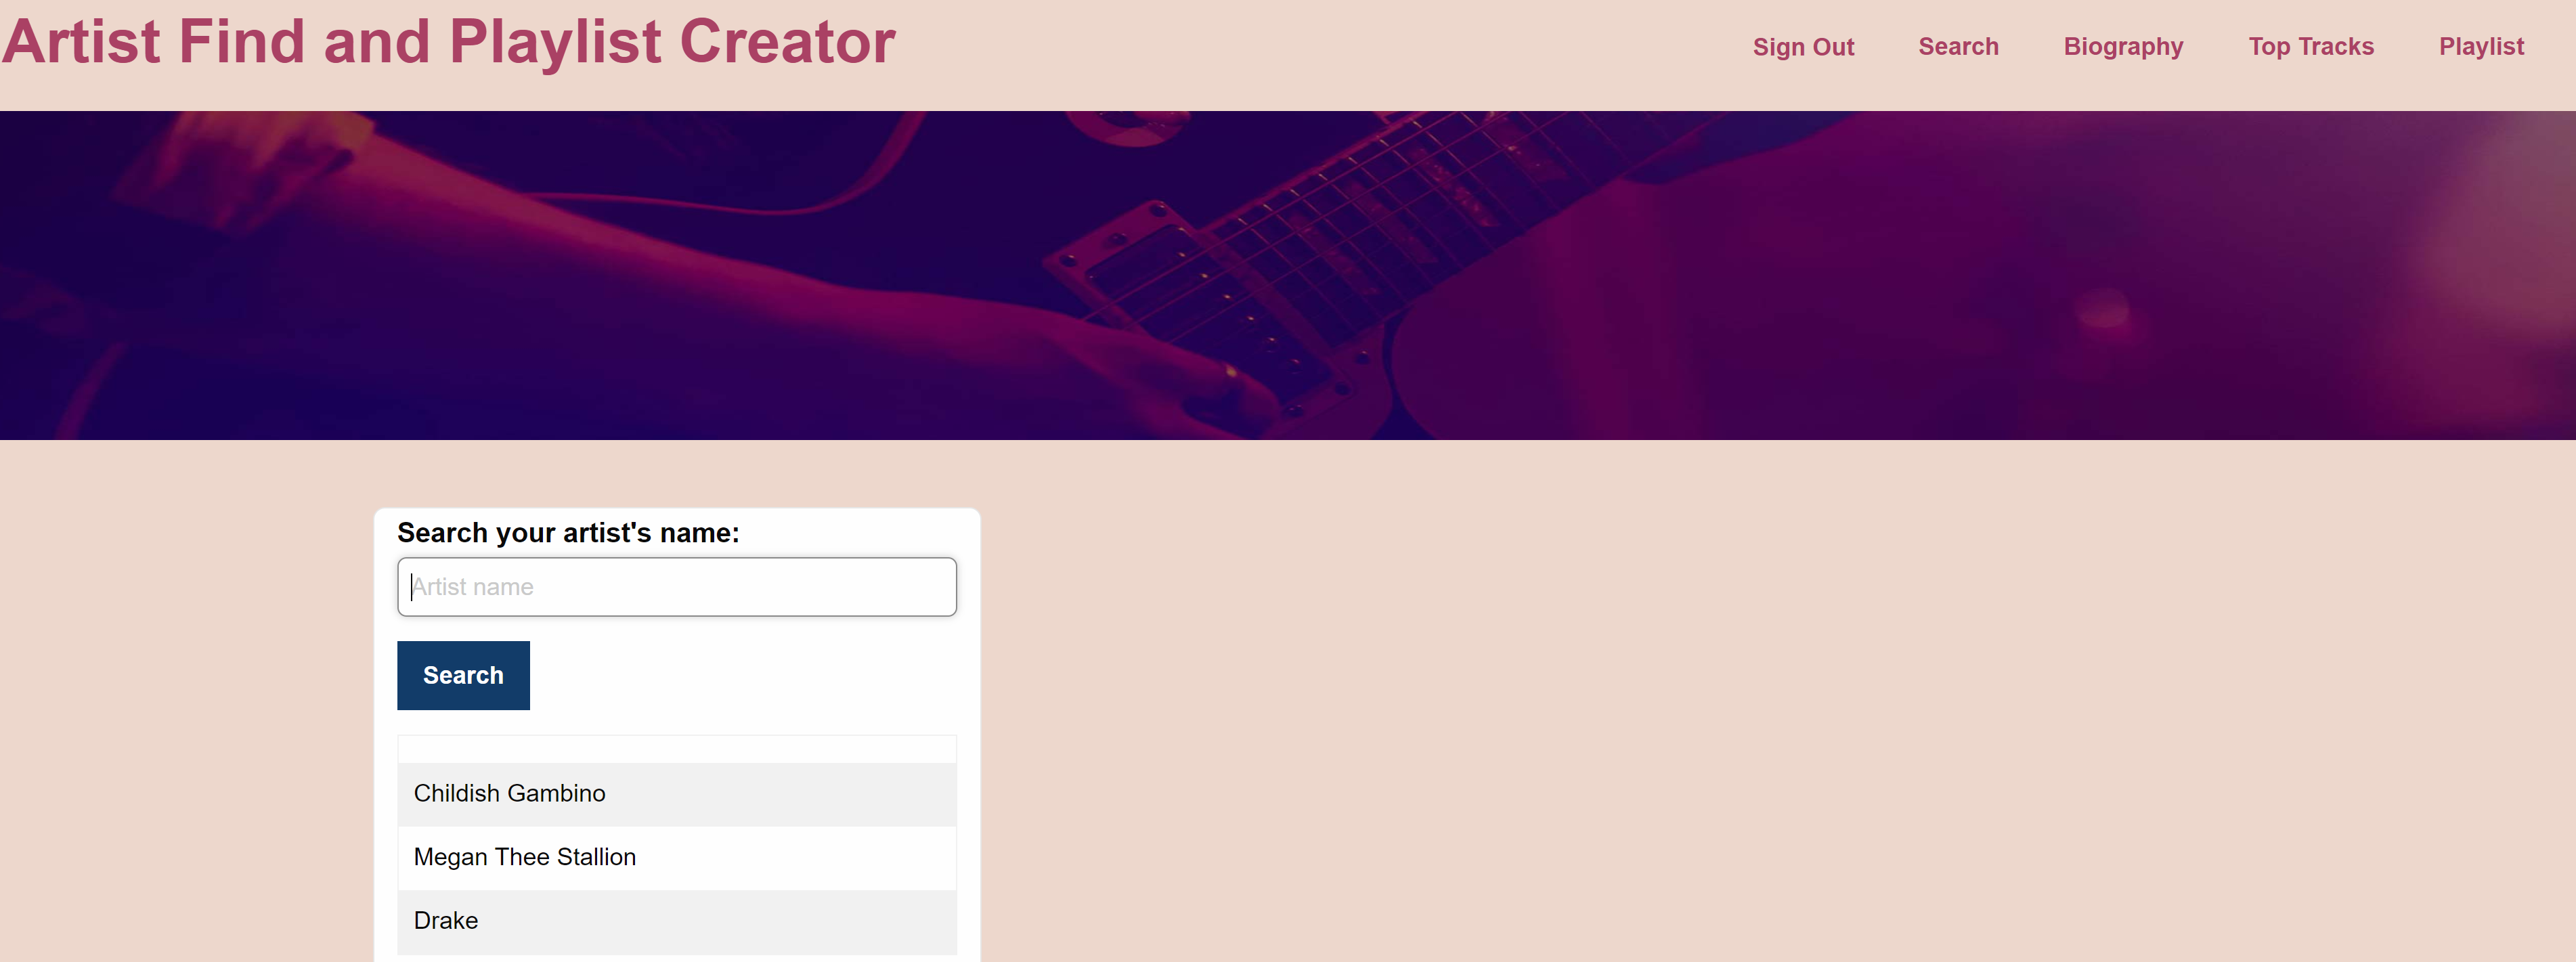 Artist Find and Playlist Creator
Sign Out Search Biography Top Tracks Playlist
Search your artist's name:
Artist name
Search
Childish Gambino
Megan Thee Stallion
Drake